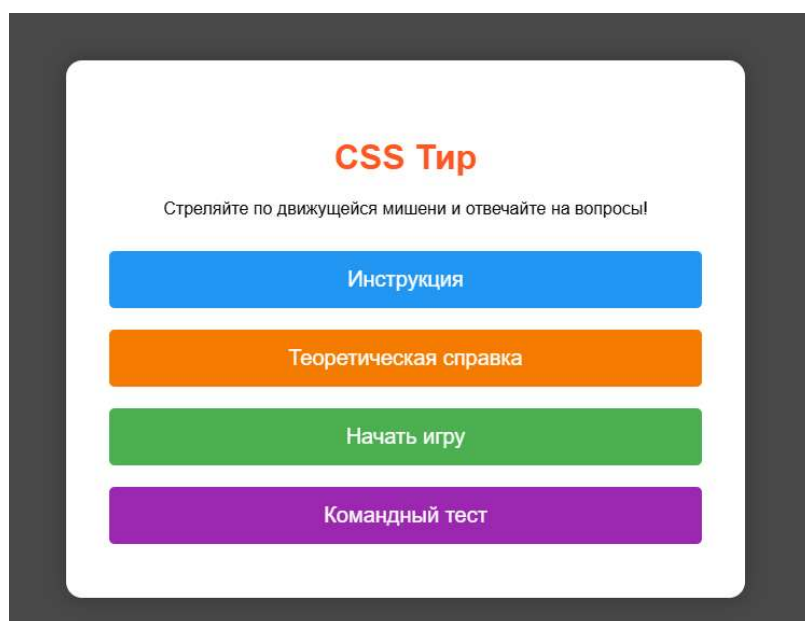 CSS Тир
Стреляйте по движущейся мишени и отвечайте на вопросы!
Инструкция
Теоретическая справка
Начать игру
Командный тест